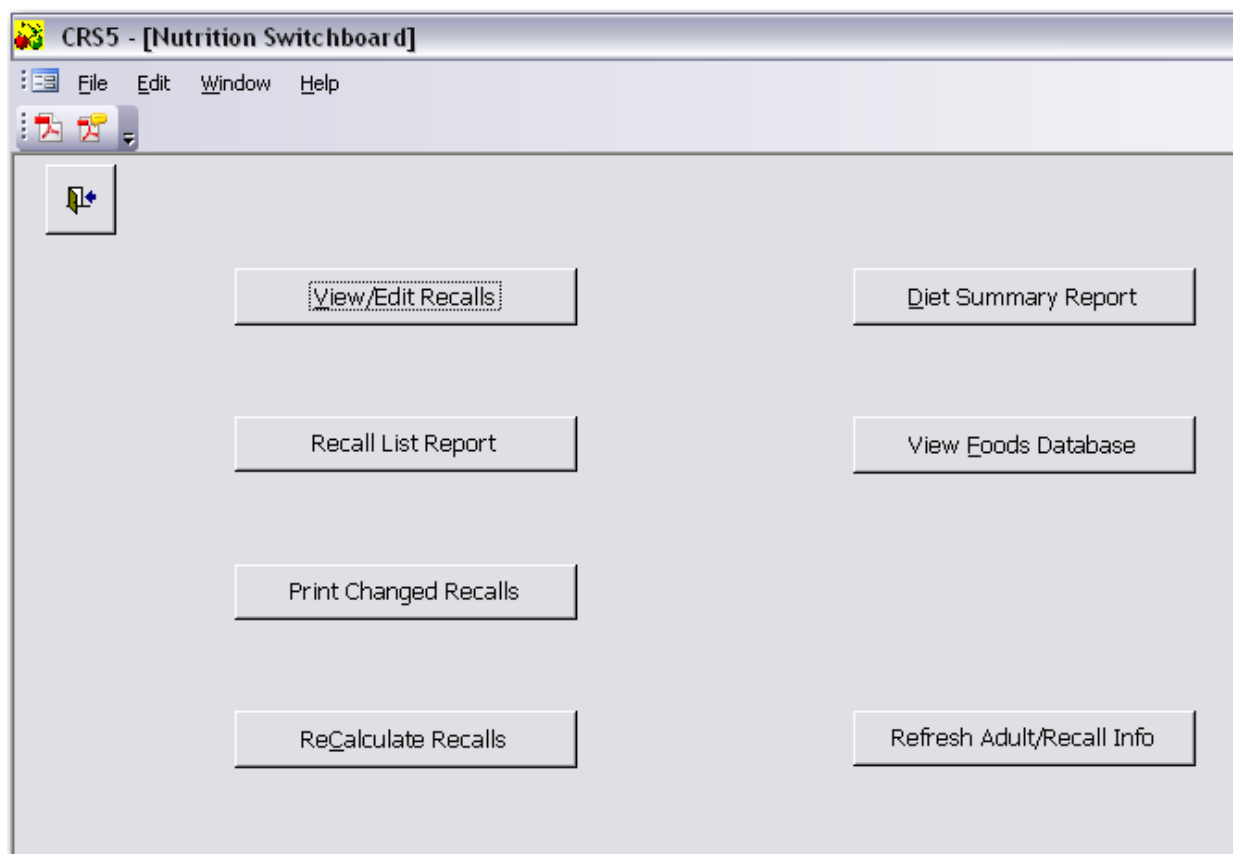 CRS5 - [Nutrition Switchboard]
File Edit Window Help
View/Edit Recalls
Diet Summary Report
Recall List Report
View Foods Database
Print Changed Recalls
ReCalculate Recalls
Refresh Adult/Recall Info